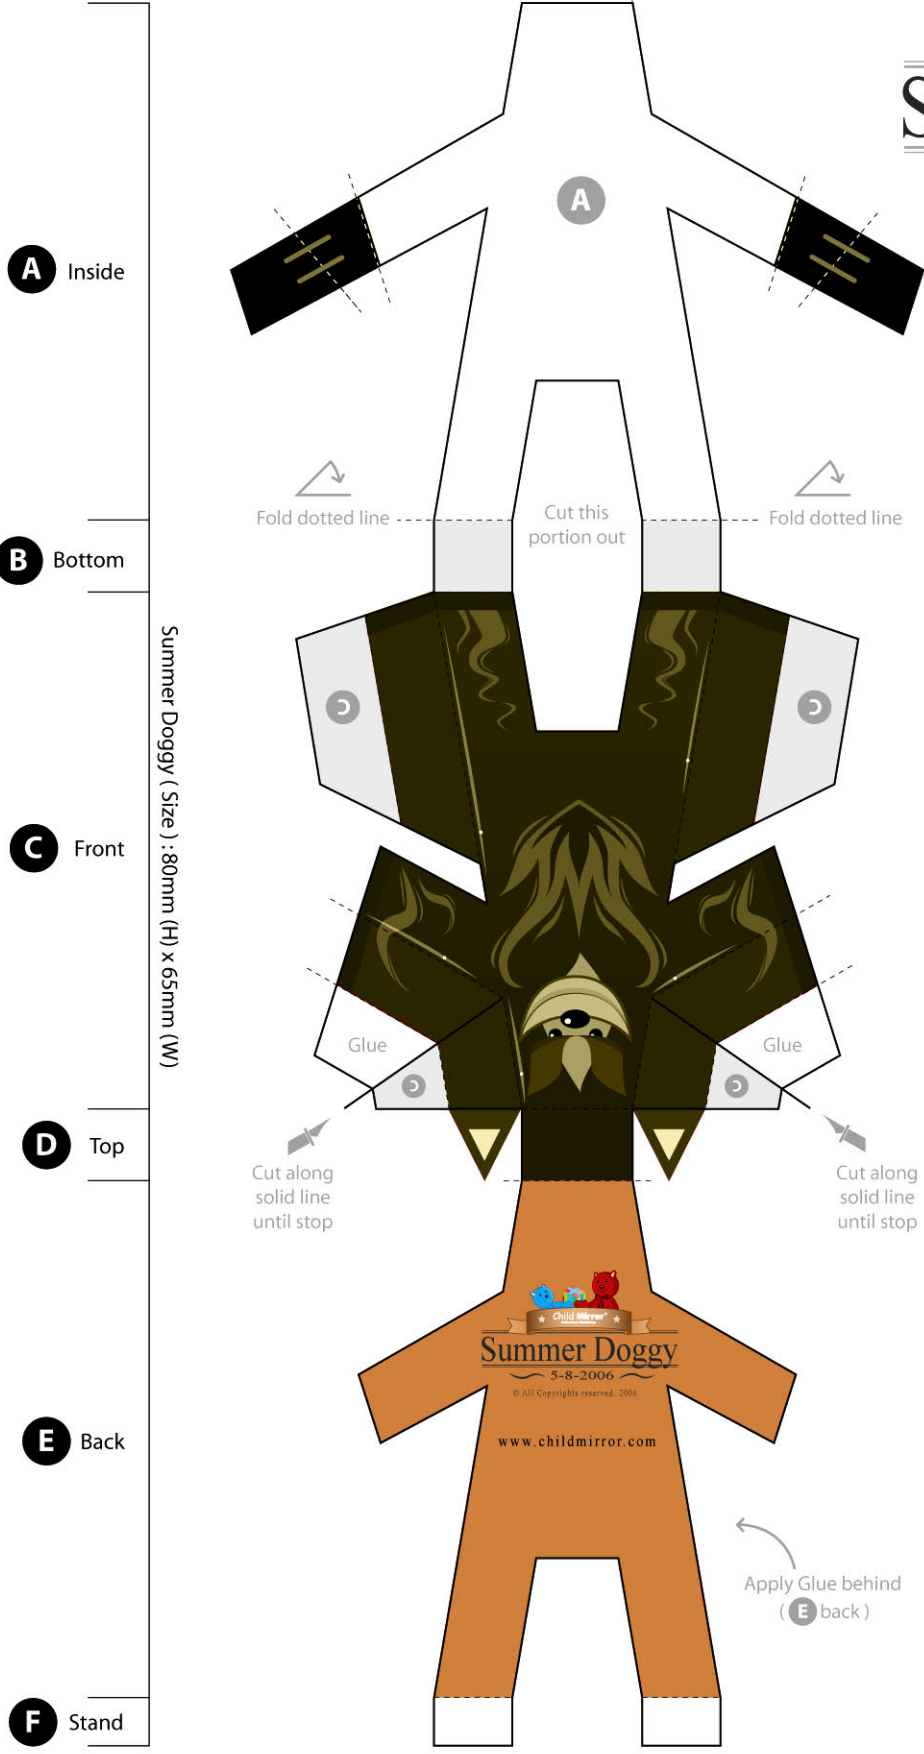 S
A
A Inside
Fold dotted line
Cut this
portion out
Fold dotted line
B Bottom
C
C
Summer Doggy ( Size ) : 80mm (H) x 65mm (W)
C Front
Glue
Glue
C
C
D Top
Cut along
solid line
until stop
Cut along
solid line
until stop
Child Mirror
Summer Doggy
5-8-2006
© All Copyrights reserved. 2006
E Back
www.childmirror.com
Apply Glue behind
( E back )
F Stand